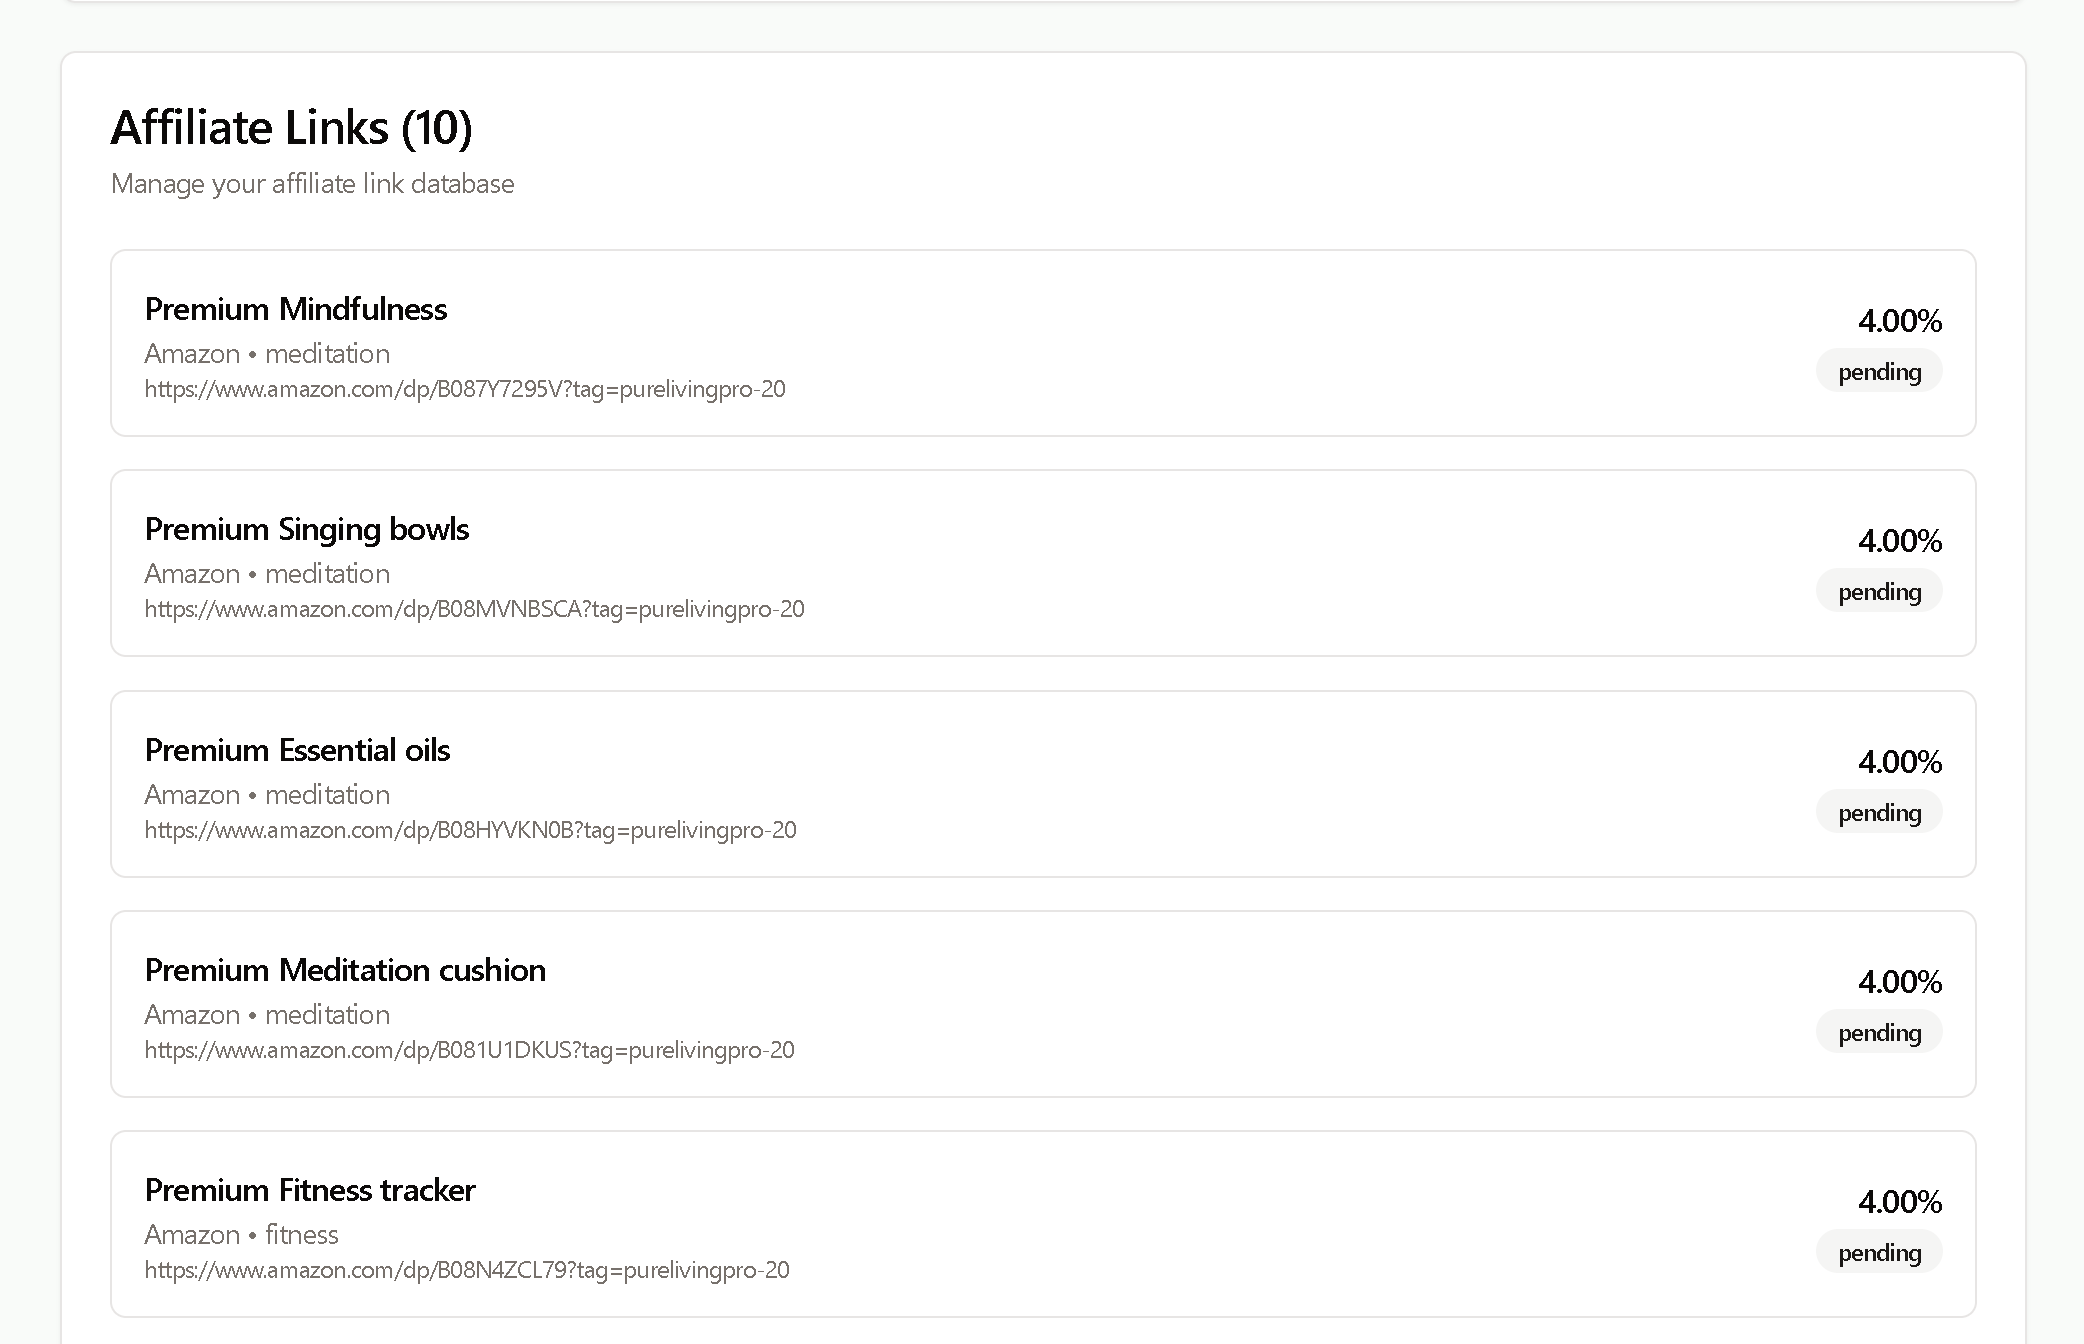 Affiliate Links (10)
Manage your affiliate link database
Premium Mindfulness
Amazon • meditation
https://www.amazon.com/dp/B087Y7295V?tag=purelivingpro-20
4.00%
pending
Premium Singing bowls
Amazon • meditation
https://www.amazon.com/dp/B08MVNBSCA?tag=purelivingpro-20
4.00%
pending
Premium Essential oils
Amazon • meditation
https://www.amazon.com/dp/B08HYVKN0B?tag=purelivingpro-20
4.00%
pending
Premium Meditation cushion
Amazon • meditation
https://www.amazon.com/dp/B081U1DKUS?tag=purelivingpro-20
4.00%
pending
Premium Fitness tracker
Amazon • fitness
https://www.amazon.com/dp/B08N4ZCL79?tag=purelivingpro-20
4.00%
pending